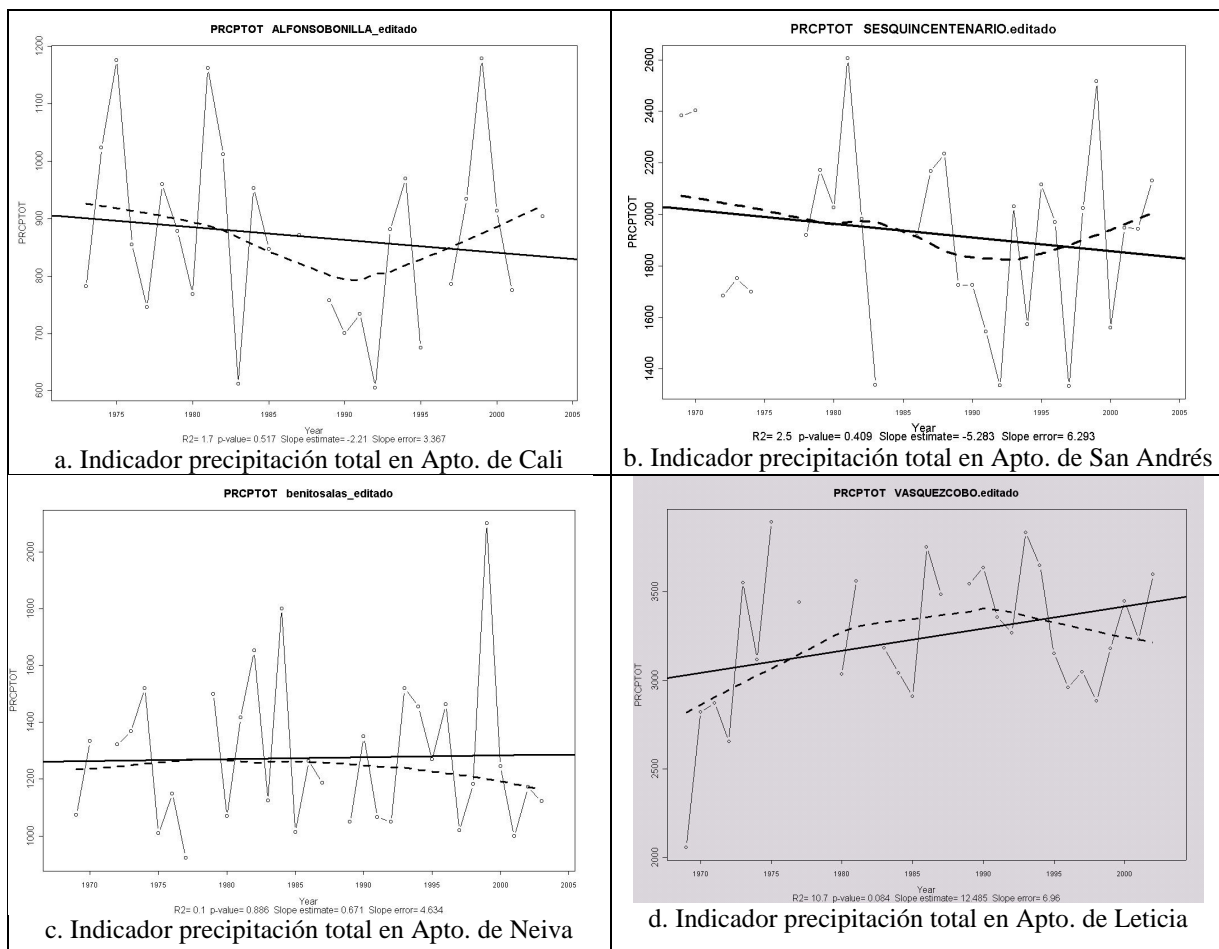 PRCPTOT ALFONSOBONILLA_editado
PRCPTOT
1200
1100
1000
900
800
700
600
1975 1980 1985 1990 1995 2000 2005
Year
R2= 1.7 p-value= 0.517 Slope estimate= -2.21 Slope error= 3.367
a. Indicador precipitación total en Apto. de Cali
PRCPTOT SESQUINCENTENARIO.editado
PRCPTOT
2600
2400
2200
2000
1800
1600
1400
1970 1975 1980 1985 1990 1995 2000 2005
Year
R2= 2.5 p-value= 0.409 Slope estimate= -5.283 Slope error= 6.293
b. Indicador precipitación total en Apto. de San Andrés
PRCPTOT benitosalas_editado
PRCPTOT
2000
1800
1600
1400
1200
1000
1970 1975 1980 1985 1990 1995 2000 2005
Year
R2= 0.1 p-value= 0.886 Slope estimate= 0.671 Slope error= 4.634
c. Indicador precipitación total en Apto. de Neiva
PRCPTOT VASQUEZCOBO.editado
PRCPTOT
3500
3000
2500
2000
1970 1975 1980 1985 1990 1995 2000
Year
R2= 10.7 p-value= 0.084 Slope estimate= 12.485 Slope error= 6.96
d. Indicador precipitación total en Apto. de Leticia